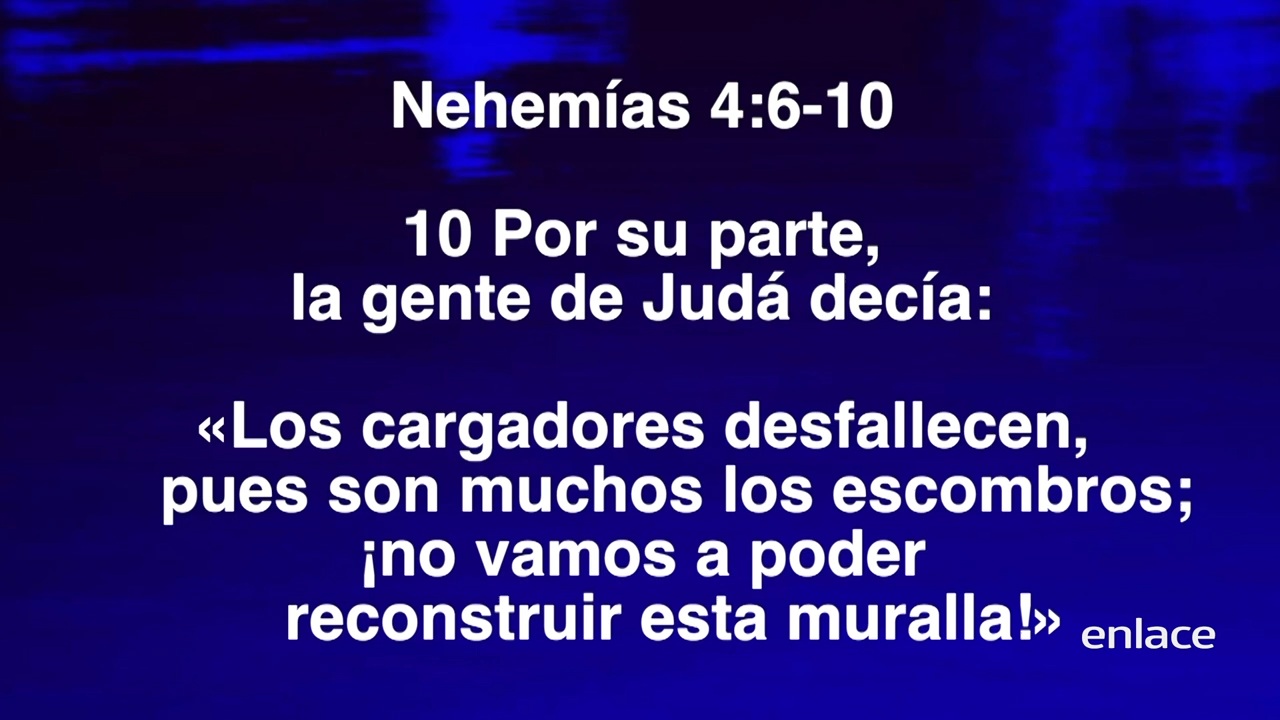 Nehemías 4:6-10
10 Por su parte,
la gente de Judá decía:
«Los cargadores desfallecen,
pues son muchos los escombros;
¡no vamos a poder
reconstruir esta muralla!»
enlace